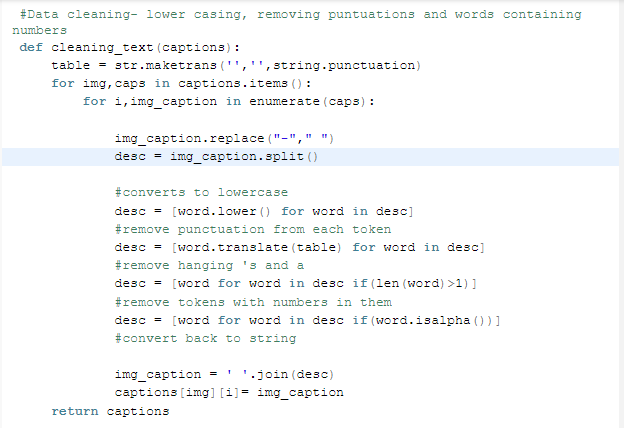 #Data cleaning- lower casing, removing puntuations and words containing
numbers
def cleaning_text(captions):
    table = str.maketrans('','',string.punctuation)
    for img,caps in captions.items():
        for i,img_caption in enumerate(caps):

            img_caption.replace("-"," ")
            desc = img_caption.split()

            #converts to lowercase
            desc = [word.lower() for word in desc]
            #remove punctuation from each token
            desc = [word.translate(table) for word in desc]
            #remove hanging 's and a
            desc = [word for word in desc if(len(word)>1)]
            #remove tokens with numbers in them
            desc = [word for word in desc if(word.isalpha())]
            #convert back to string

            img_caption = ' '.join(desc)
            captions[img][i]= img_caption
    return captions